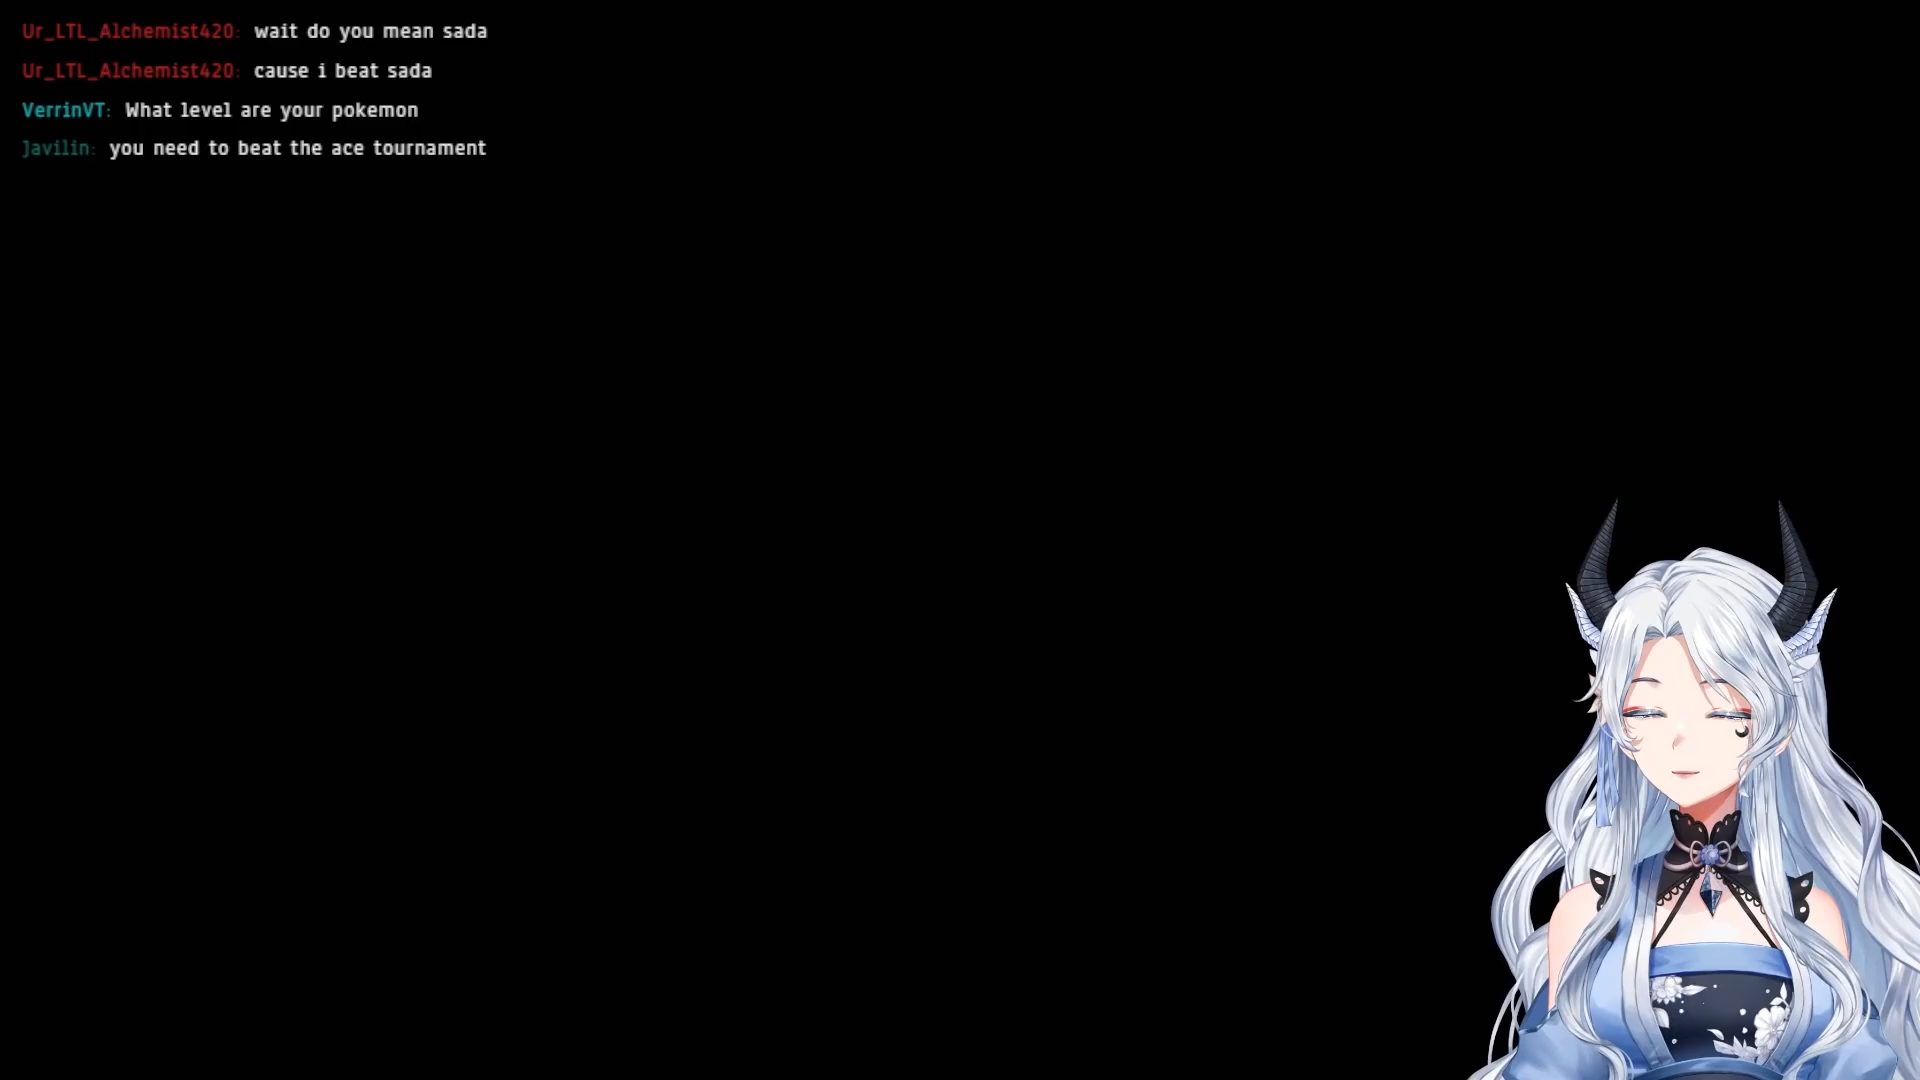 Ur_LTL_Alchemist420: wait do you mean sada
Ur_LTL_Alchemist420: cause i beat sada
VerrinVT: What level are your pokemon
Javilin: you need to beat the ace tournament